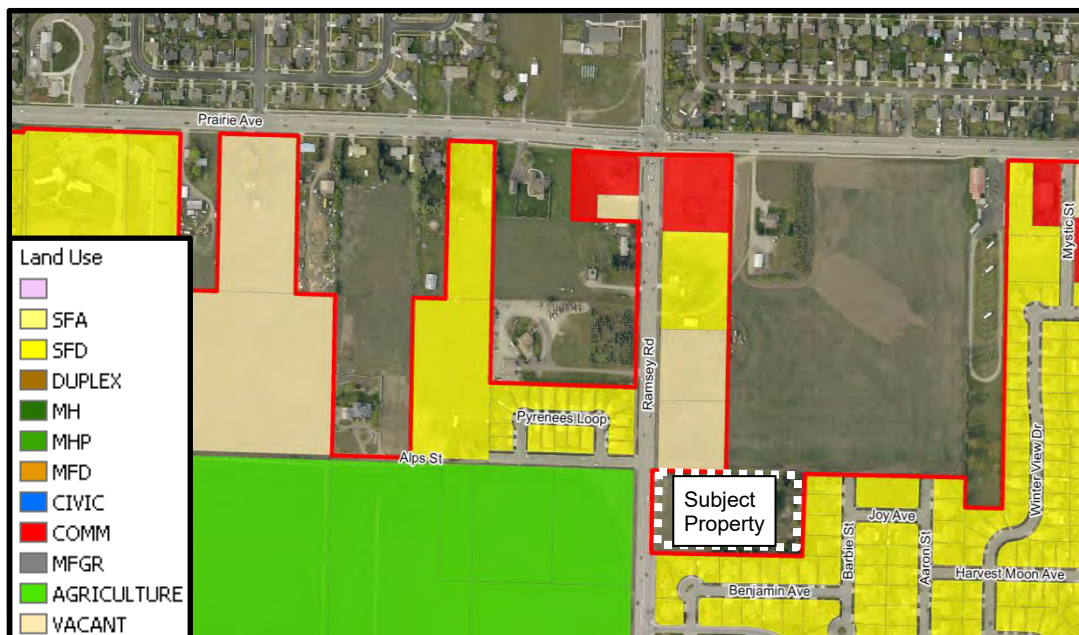 Prairie Ave
Land Use
SFA
SFD
DUPLEX
MH
MHP
MFD
CIVIC
COMM
MFGR
AGRICULTURE
VACANT
Ramsey Rd
Mystic St
Pyrenees Loop
Alps St
Subject
Property
Winter View Dr
Joy Ave
Barbie St
Aaron St
Harvest Moon Ave
Benjamin Ave